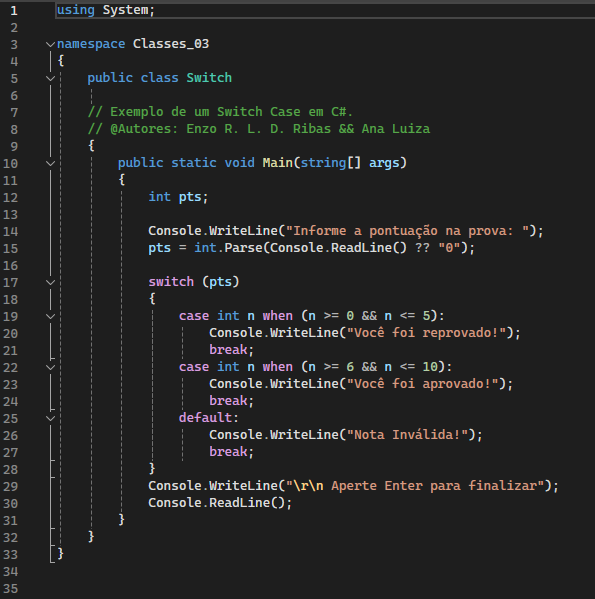 1 using System;
2
3 namespace Classes_03
4 {
5 public class Switch
6
7 // Exemplo de um Switch Case em C#.
8 // @Autores: Enzo R. L. D. Ribas && Ana Luiza
9 {
10 public static void Main(string[] args)
11 {
12 int pts;
13
14 Console.WriteLine("Informe a pontuação na prova: ");
15 pts = int.Parse(Console.ReadLine() ?? "0");
16
17 switch (pts)
18 {
19 case int n when (n >= 0 && n <= 5):
20 Console.WriteLine("Você foi reprovado!");
21 break;
22 case int n when (n >= 6 && n <= 10):
23 Console.WriteLine("Você foi aprovado!");
24 break;
25 default:
26 Console.WriteLine("Nota Inválida!");
27 break;
28 }
29 Console.WriteLine("\r\n Aperte Enter para finalizar");
30 Console.ReadLine();
31 }
32 }
33 }
34
35